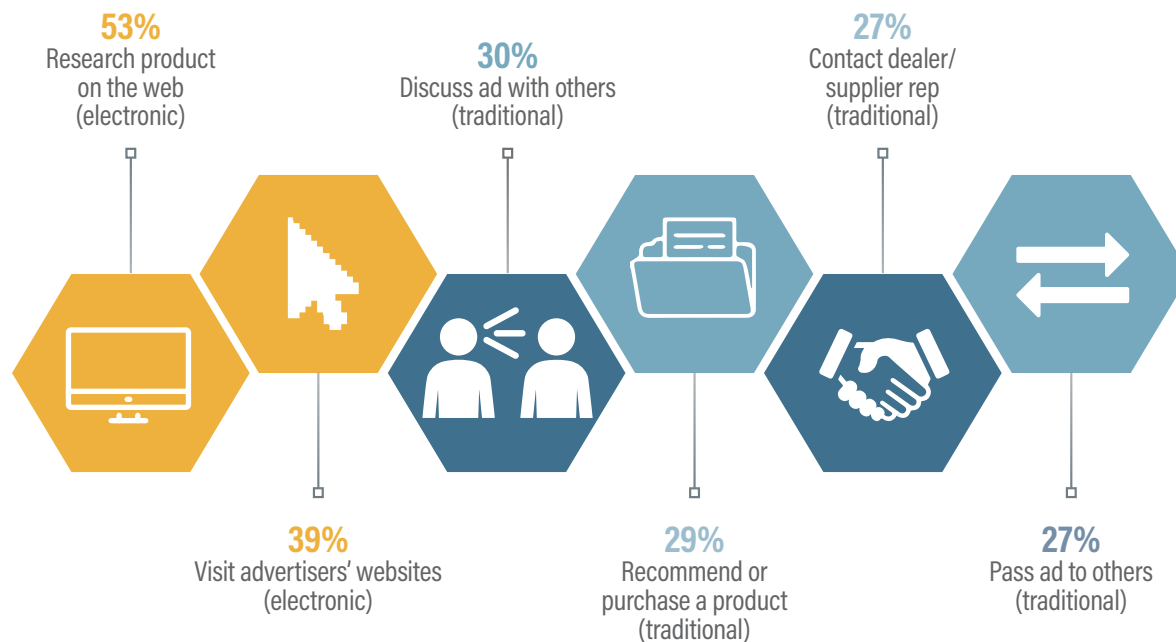 53%
Research product
on the web
(electronic)
39%
Visit advertisers’ websites
(electronic)
30%
Discuss ad with others
(traditional)
29%
Recommend or
purchase a product
(traditional)
27%
Contact dealer/
supplier rep
(traditional)
27%
Pass ad to others
(traditional)